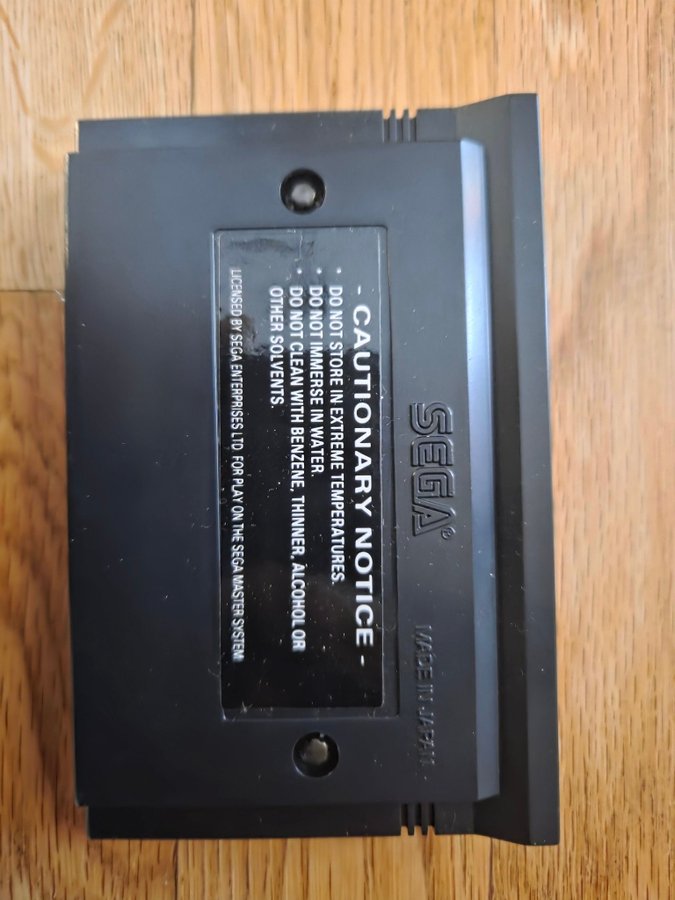 SEGA®
MADE IN JAPAN
- CAUTIONARY NOTICE -
• DO NOT STORE IN EXTREME TEMPERATURES.
• DO NOT IMMERSE IN WATER.
• DO NOT CLEAN WITH BENZENE, THINNER, ALCOHOL OR
OTHER SOLVENTS.
LICENSED BY SEGA ENTERPRISES LTD. FOR PLAY ON THE SEGA MASTER SYSTEM